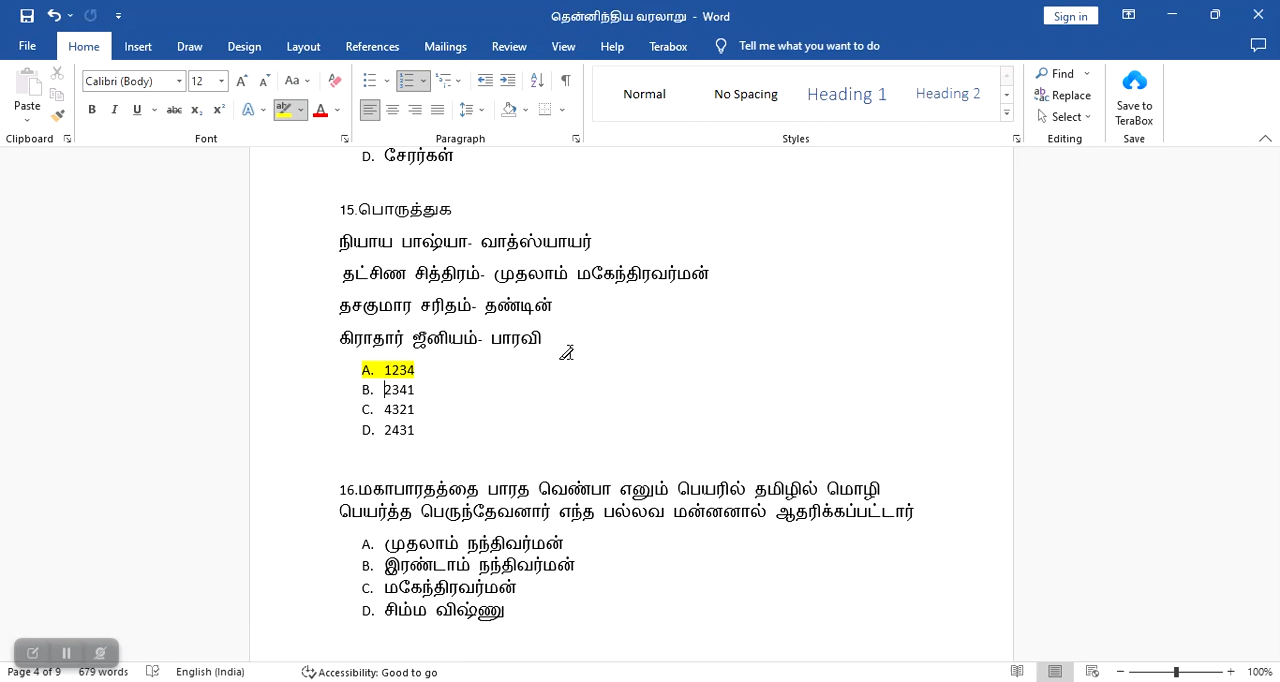 தென்னிந்திய வரலாறு - Word
Sign in
File Home Insert Draw Design Layout References Mailings Review View Help Terabox Tell me what you want to do
Paste
Calibri (Body) 12
Aa
B I U abc x₂ x² A ab A
Normal No Spacing Heading 1 Heading 2
Find
Replace
Select
Save to
TeraBox
Clipboard Font Paragraph Styles Editing Save
D. சேரர்கள்
15.பொருத்துக
நியாய பாஷ்யா- வாத்ஸ்யாயர்
தட்சிண சித்திரம்- முதலாம் மகேந்திரவர்மன்
தசகுமார சரிதம்- தண்டின்
கிராதார் ஜீனியம்- பாரவி
A. 1234
B. 2341
C. 4321
D. 2431
16.மகாபாரதத்தை பாரத வெண்பா எனும் பெயரில் தமிழில் மொழி
பெயர்த்த பெருந்தேவனார் எந்த பல்லவ மன்னனால் ஆதரிக்கப்பட்டார்
A. முதலாம் நந்திவர்மன்
B. இரண்டாம் நந்திவர்மன்
C. மகேந்திரவர்மன்
D. சிம்ம விஷ்ணு
Page 4 of 9 679 words English (India) Accessibility: Good to go 100%